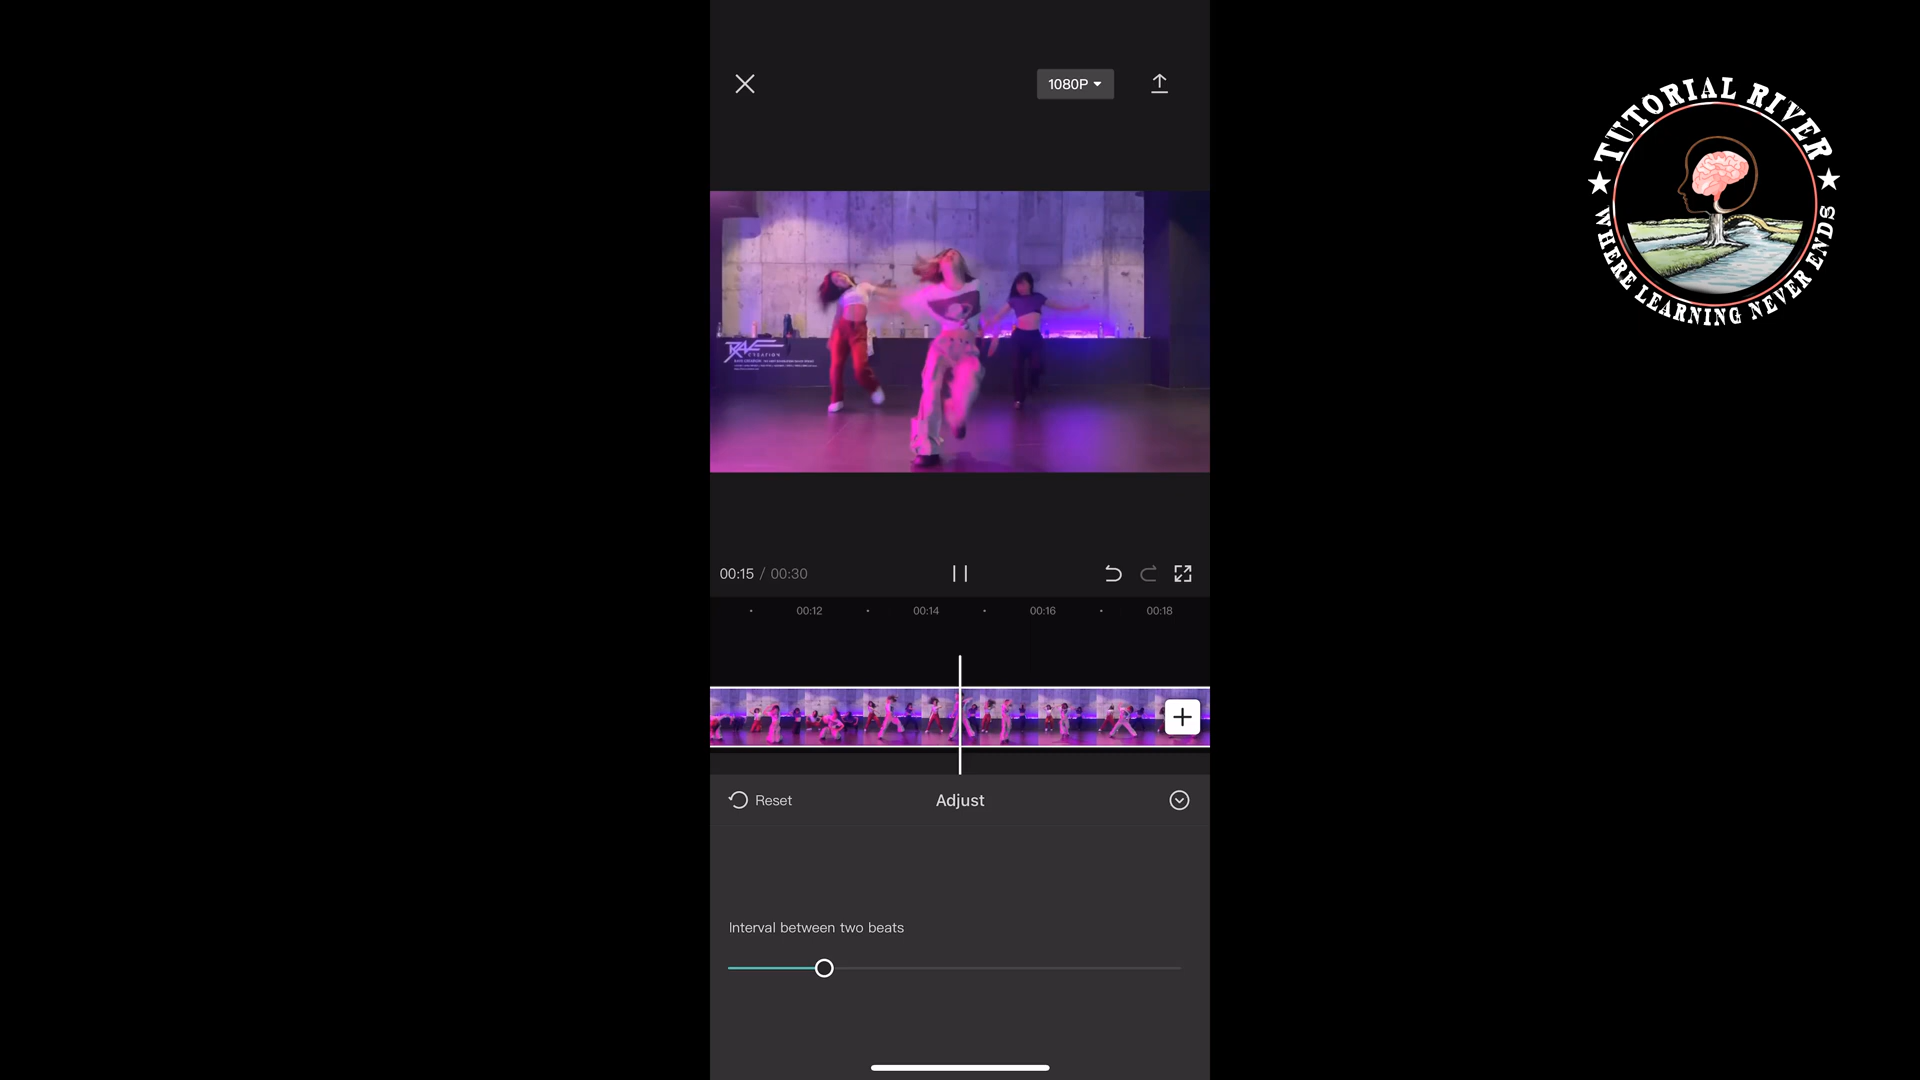 1080P
TUTORIAL RIVER
WHERE LEARNING NEVER ENDS
CREATION
00:15 / 00:30
00:12
00:14
00:16
00:18
Reset
Adjust
Interval between two beats